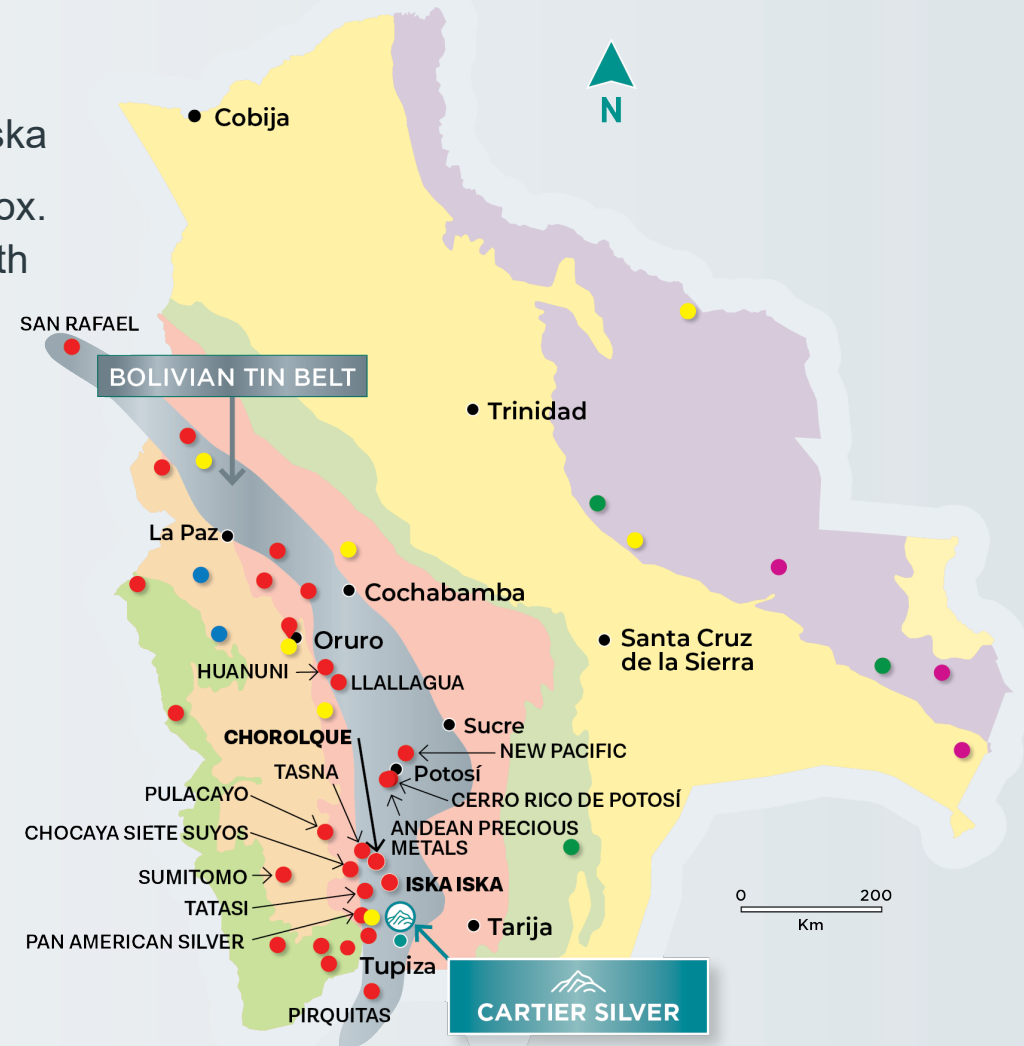 ska
ox.
th
N
Cobija
SAN RAFAEL
BOLIVIAN TIN BELT
Trinidad
La Paz
Cochabamba
Oruro
Santa Cruz
de la Sierra
HUANUNI
LLALLAGUA
Sucre
CHOROLQUE
NEW PACIFIC
TASNA
Potosí
PULACAYO
CERRO RICO DE POTOSÍ
CHOCAYA SIETE SUYOS
ANDEAN PRECIOUS
METALS
SUMITOMO
ISKA ISKA
0 200
Km
TATASI
Tarija
PAN AMERICAN SILVER
Tupiza
CARTIER SILVER
PIRQUITAS